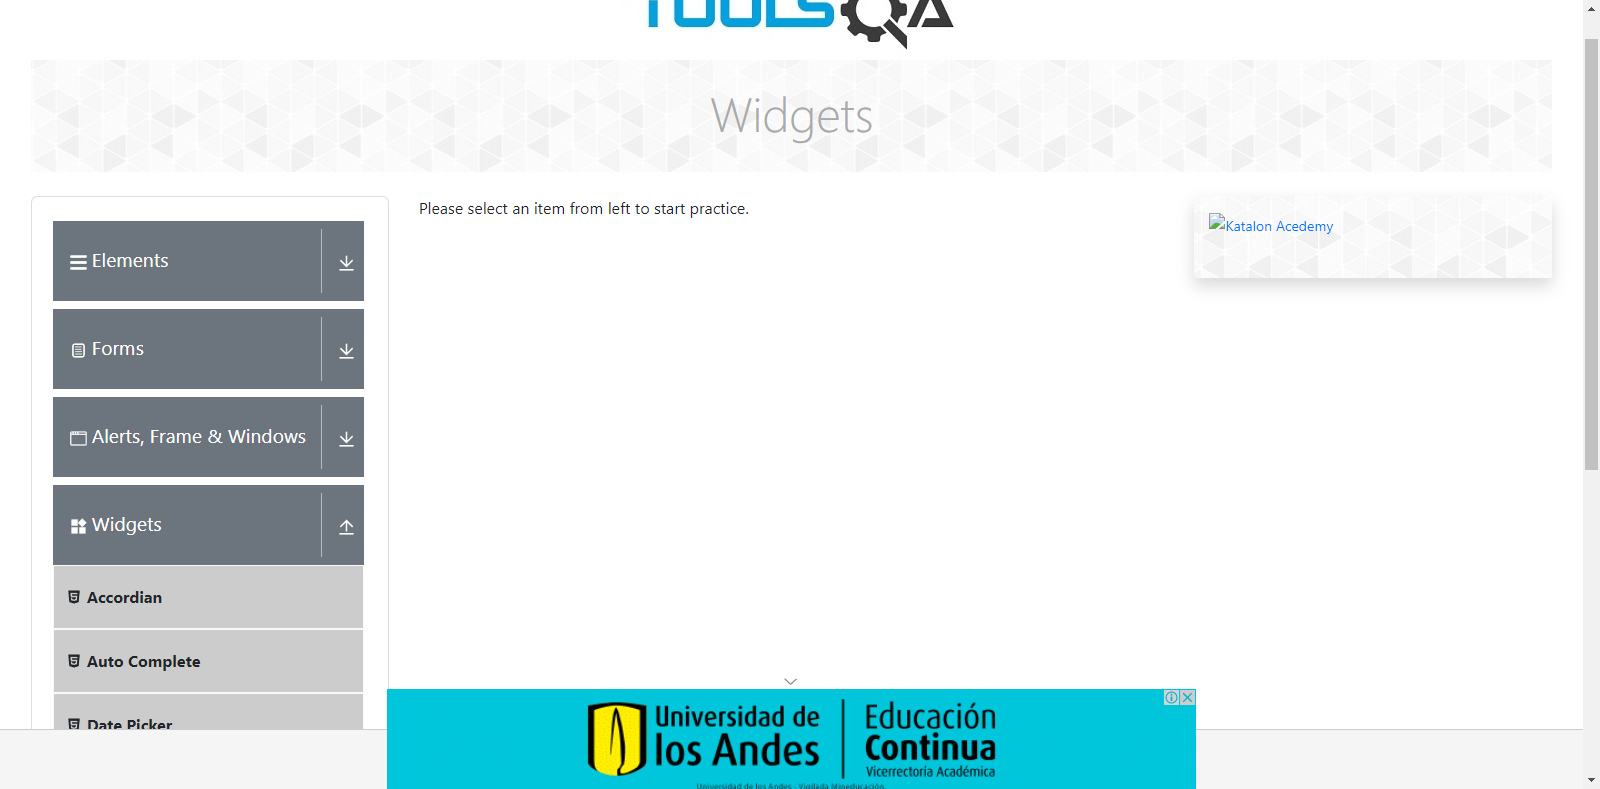 TOOLSQA
Widgets
Elements
Forms
Alerts, Frame & Windows
Widgets
Accordian
Auto Complete
Date Picker
Please select an item from left to start practice.
Katalon Acedemy
Universidad de
los Andes
Educación
Continua
Vicerrectoría Académica
Universidad de los Andes - Vigilada Mineducación.